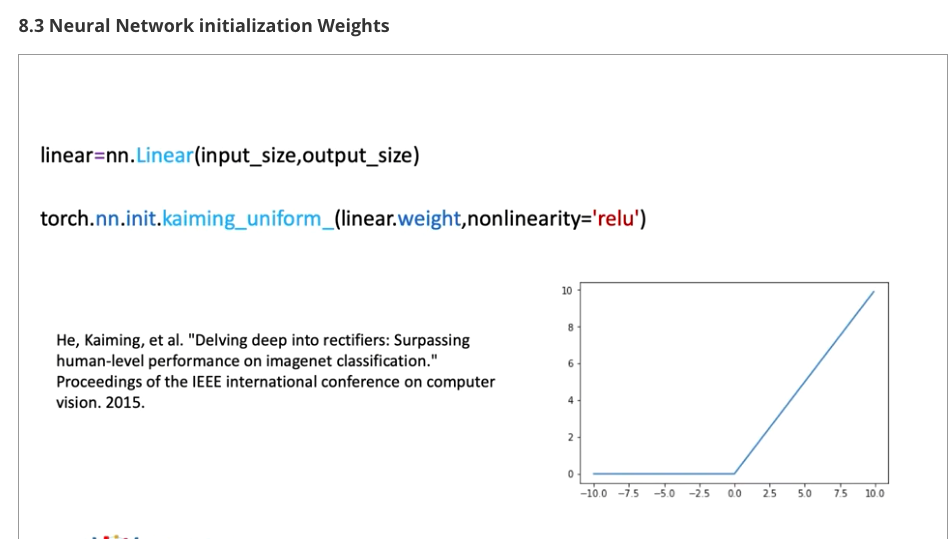 8.3 Neural Network initialization Weights
linear=nn.Linear(input_size,output_size)
torch.nn.init.kaiming_uniform_(linear.weight,nonlinearity='relu')
He, Kaiming, et al. "Delving deep into rectifiers: Surpassing
human-level performance on imagenet classification."
Proceedings of the IEEE international conference on computer
vision. 2015.
10
8
6
4
2
0
−10.0 −7.5 −5.0 −2.5 0.0 2.5 5.0 7.5 10.0